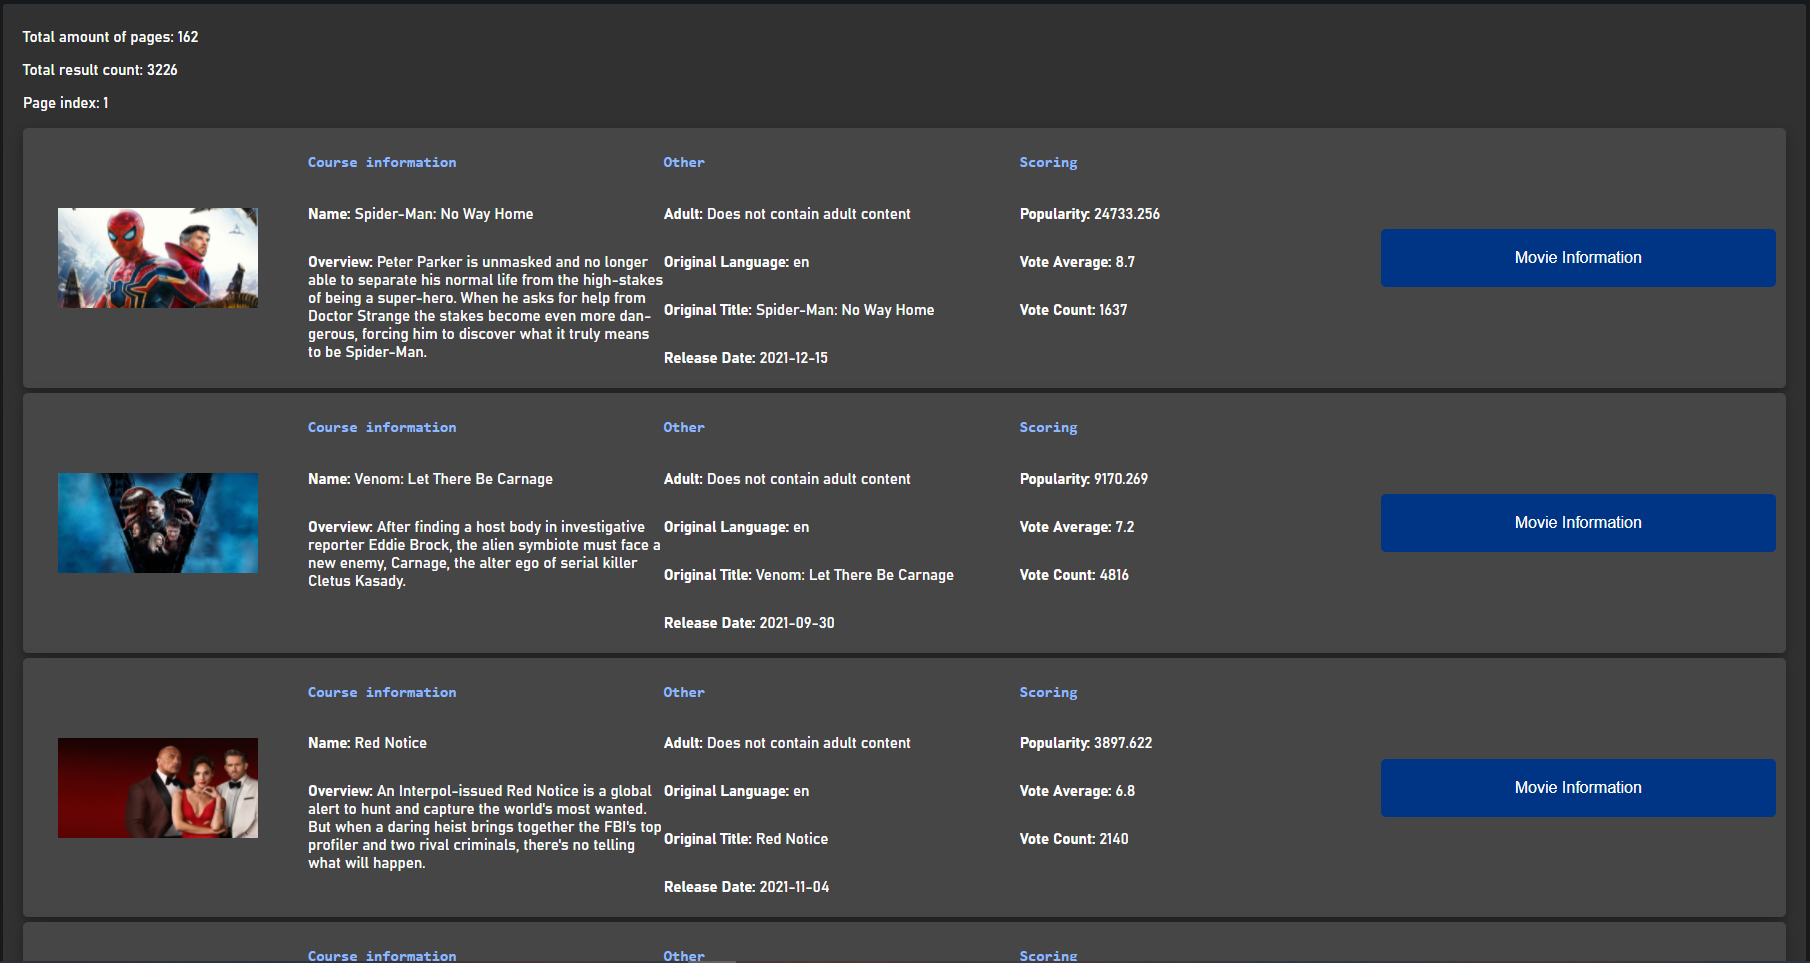 Total amount of pages: 162
Total result count: 3226
Page index: 1
Course information
Name: Spider-Man: No Way Home
Overview: Peter Parker is unmasked and no longer
able to separate his normal life from the high-stakes
of being a super-hero. When he asks for help from
Doctor Strange the stakes become even more dan-
gerous, forcing him to discover what it truly means
to be Spider-Man.
Other
Adult: Does not contain adult content
Original Language: en
Original Title: Spider-Man: No Way Home
Release Date: 2021-12-15
Scoring
Popularity: 24733.256
Vote Average: 8.7
Vote Count: 1637
Movie Information
Course information
Name: Venom: Let There Be Carnage
Overview: After finding a host body in investigative
reporter Eddie Brock, the alien symbiote must face a
new enemy, Carnage, the alter ego of serial killer
Cletus Kasady.
Other
Adult: Does not contain adult content
Original Language: en
Original Title: Venom: Let There Be Carnage
Release Date: 2021-09-30
Scoring
Popularity: 9170.269
Vote Average: 7.2
Vote Count: 4816
Movie Information
Course information
Name: Red Notice
Overview: An Interpol-issued Red Notice is a global
alert to hunt and capture the world's most wanted.
But when a daring heist brings together the FBI's top
profiler and two rival criminals, there's no telling
what will happen.
Other
Adult: Does not contain adult content
Original Language: en
Original Title: Red Notice
Release Date: 2021-11-04
Scoring
Popularity: 3897.622
Vote Average: 6.8
Vote Count: 2140
Movie Information
Course information
Other
Scoring